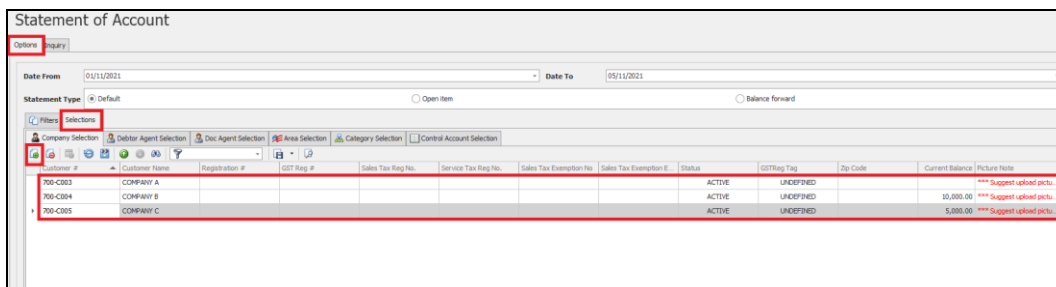 Statement of Account
Options Inquiry
Date From 01/11/2021 Date To 05/11/2021
Statement Type Default Open item Balance forward
Filters Selections
Company Selection Debtor Agent Selection Doc Agent Selection Area Selection Category Selection Control Account Selection
Customer # Customer Name Registration # GST Reg # Sales Tax Reg No. Service Tax Reg No. Sales Tax Exemption No Sales Tax Exemption E... Status GSTReg Tag Zip Code Current Balance Picture Note
700-C003 COMPANY A ACTIVE UNDEFINED *** Suggest upload pictu...
700-C004 COMPANY B ACTIVE UNDEFINED 10,000.00 *** Suggest upload pictu...
700-C005 COMPANY C ACTIVE UNDEFINED 5,000.00 *** Suggest upload pictu...